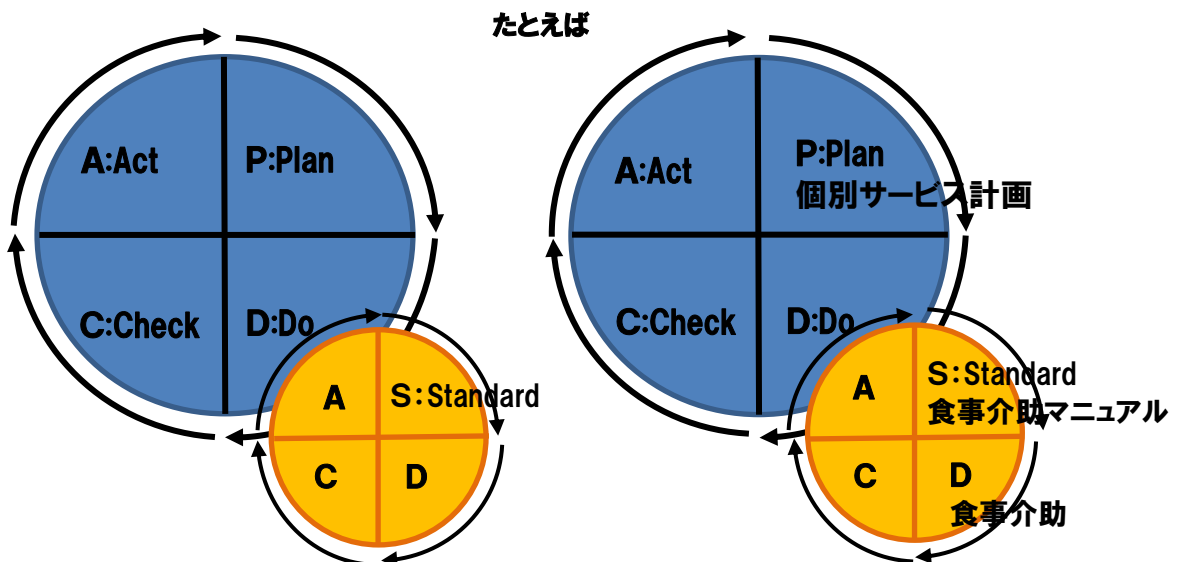 たとえば
A:Act
P:Plan
C:Check
D:Do
A
S:Standard
C
D
A:Act
P:Plan
個別サービス計画
C:Check
D:Do
A
S:Standard
食事介助マニュアル
C
D
食事介助